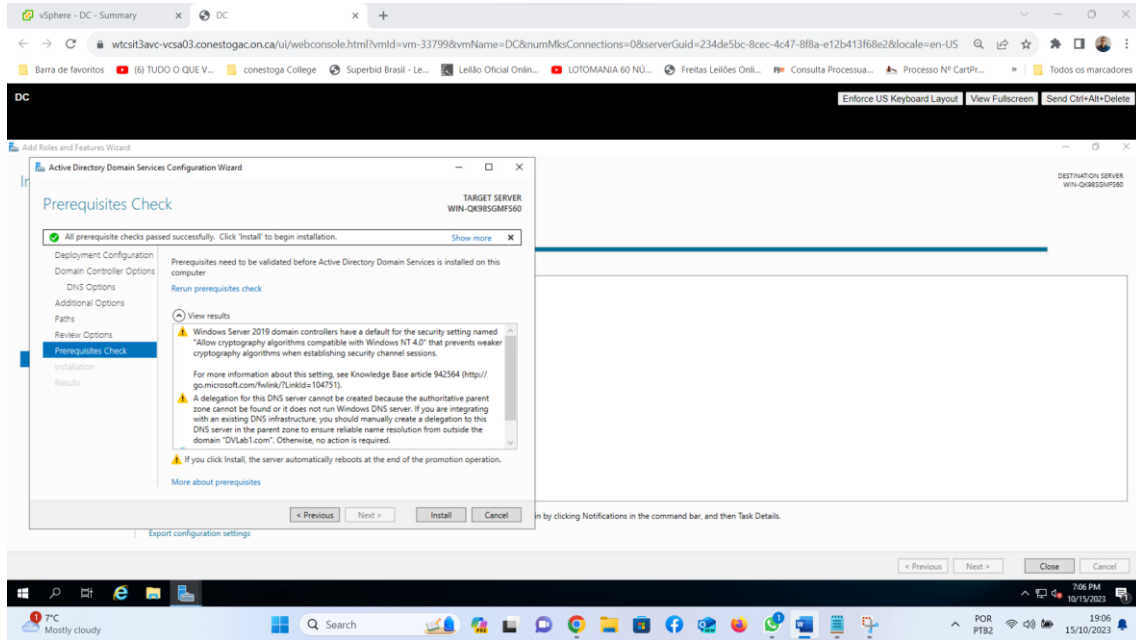 vSphere - DC - Summary
DC
wtcsit3avc-vcsa03.conestogac.on.ca/ui/webconsole.html?vmId=vm-33799&vmName=DC&numMksConnections=0&serverGuid=234de5bc-8cec-4c47-8f8a-e12b413f68e2&locale=en-US
Barra de favoritos (6) TUDO O QUE V... conestoga College Superbid Brasil - Le... Leilão Oficial Onlin... LOTOMANIA 60 NÚ... Freitas Leilões Onli... Consulta Processua... Processo Nº CartPr... » Todos os marcadores
DC
Enforce US Keyboard Layout View Fullscreen Send Ctrl+Alt+Delete
Add Roles and Features Wizard
Active Directory Domain Services Configuration Wizard
DESTINATION SERVER
WIN-QK98SGMFS60
Prerequisites Check
TARGET SERVER
WIN-QK98SGMFS60
All prerequisite checks passed successfully. Click 'Install' to begin installation. Show more
Deployment Configuration
Domain Controller Options
DNS Options
Additional Options
Paths
Review Options
Prerequisites Check
Installation
Results
Prerequisites need to be validated before Active Directory Domain Services is installed on this
computer
Rerun prerequisites check
View results
Windows Server 2019 domain controllers have a default for the security setting named
"Allow cryptography algorithms compatible with Windows NT 4.0" that prevents weaker
cryptography algorithms when establishing security channel sessions.
For more information about this setting, see Knowledge Base article 942564 (http://
go.microsoft.com/fwlink/?LinkId=104751).
A delegation for this DNS server cannot be created because the authoritative parent
zone cannot be found or it does not run Windows DNS server. If you are integrating
with an existing DNS infrastructure, you should manually create a delegation to this
DNS server in the parent zone to ensure reliable name resolution from outside the
domain "DVLab1.com". Otherwise, no action is required.
If you click Install, the server automatically reboots at the end of the promotion operation.
More about prerequisites
< Previous Next > Install Cancel
in by clicking Notifications in the command bar, and then Task Details.
Export configuration settings
< Previous Next > Close Cancel
7:06 PM
10/15/2023
7°C
Mostly cloudy
Search
POR
PTB2
19:06
15/10/2023